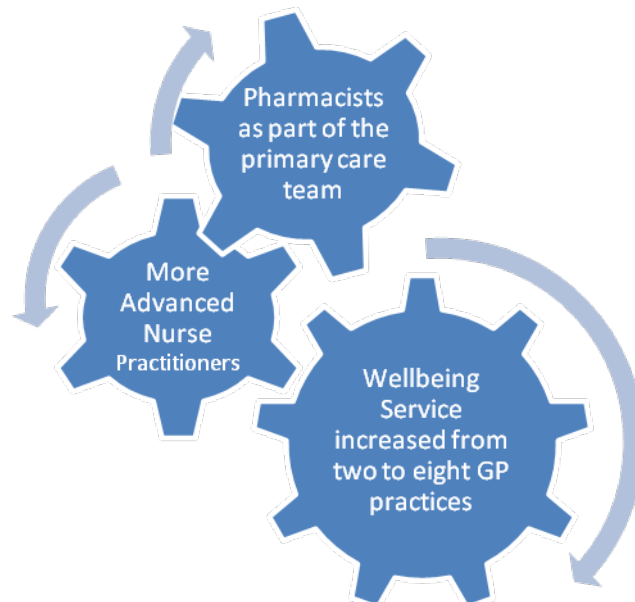 Pharmacists
as part of the
primary care
team
More
Advanced
Nurse
Practitioners
Wellbeing
Service
increased from
two to eight GP
practices